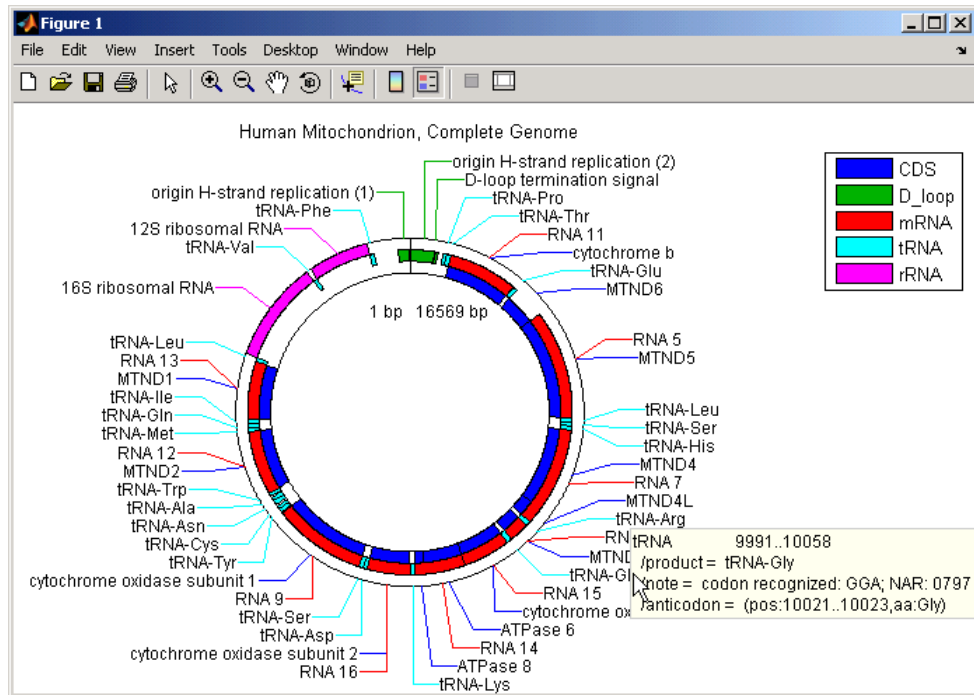 Figure 1
File Edit View Insert Tools Desktop Window Help
Human Mitochondrion, Complete Genome
CDS
D_loop
mRNA
tRNA
rRNA
origin H-strand replication (2)
D-loop termination signal
tRNA-Pro
tRNA-Thr
RNA 11
cytochrome b
tRNA-Glu
MTND6
RNA 5
MTND5
tRNA-Leu
tRNA-Ser
tRNA-His
MTND4
RNA 7
MTND4L
tRNA-Arg
RN
MTND
tRNA-Gl
RNA 15
cytochrome ox
ATPase 6
RNA 14
ATPase 8
tRNA-Lys
origin H-strand replication (1)
tRNA-Phe
12S ribosomal RNA
tRNA-Val
16S ribosomal RNA
tRNA-Leu
RNA 13
MTND1
tRNA-Ile
tRNA-Gln
tRNA-Met
RNA 12
MTND2
tRNA-Trp
tRNA-Ala
tRNA-Asn
tRNA-Cys
tRNA-Tyr
cytochrome oxidase subunit 1
RNA 9
tRNA-Ser
tRNA-Asp
cytochrome oxidase subunit 2
RNA 16
1 bp 16569 bp
tRNA 9991..10058
/product = tRNA-Gly
/note = codon recognized: GGA; NAR: 0797
/anticodon = (pos:10021..10023,aa:Gly)